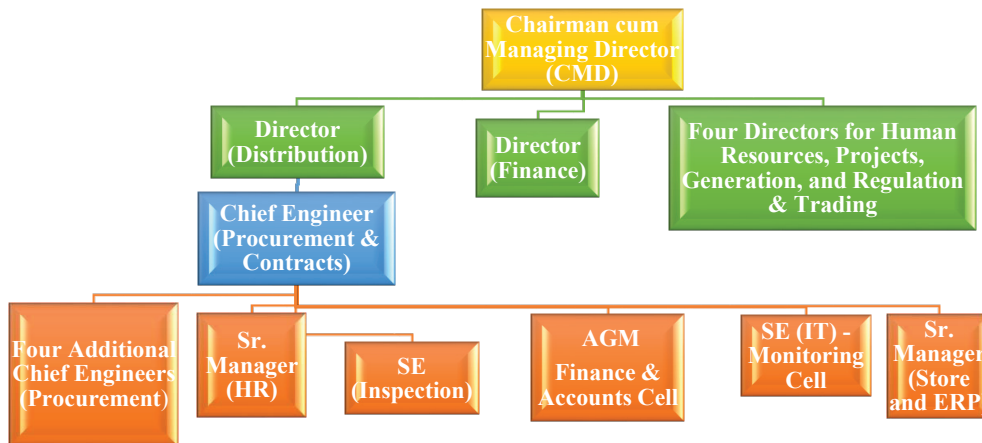 Chairman cum
Managing Director
(CMD)
Director
(Distribution)
Director
(Finance)
Four Directors for Human
Resources, Projects,
Generation, and Regulation
& Trading
Chief Engineer
(Procurement &
Contracts)
Four Additional
Chief Engineers
(Procurement)
Sr.
Manager
(HR)
SE
(Inspection)
AGM
Finance &
Accounts Cell
SE (IT) -
Monitoring
Cell
Sr.
Manager
(Store
and ERP